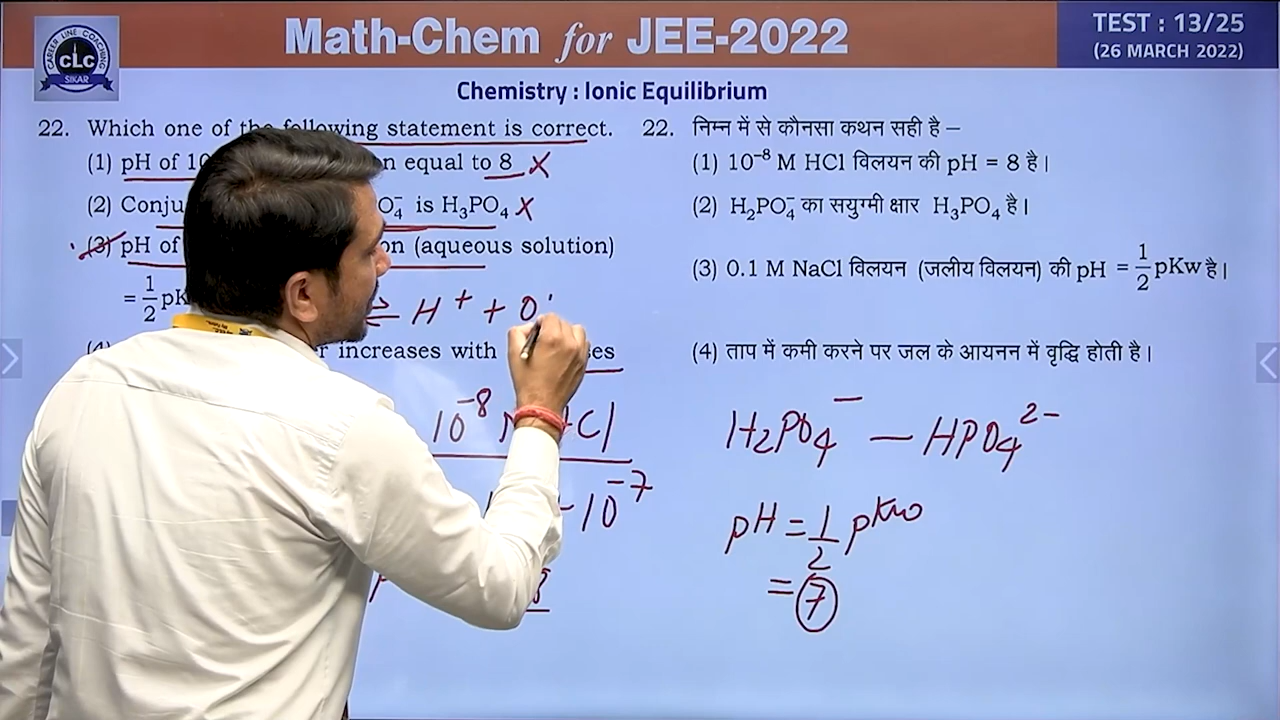 Math-Chem for JEE-2022
TEST : 13/25
(26 MARCH 2022)
CAREER LINE COACHING
CLC
SIKAR
Chemistry : Ionic Equilibrium
22. Which one of the following statement is correct.
(1) pH of 10 n equal to 8 X
(2) Conju O₄⁻ is H₃PO₄ X
(3) pH of on (aqueous solution)
= 1/2 pK
⇌ H⁺ + O
(4) r increases with ses
10⁻⁸ Cl
10⁻⁷
8
22. निम्न में से कौनसा कथन सही है –
(1) 10⁻⁸ M HCl विलयन की pH = 8 है।
(2) H₂PO₄⁻ का सयुग्मी क्षार H₃PO₄ है।
(3) 0.1 M NaCl विलयन (जलीय विलयन) की pH = 1/2 pKw है।
(4) ताप में कमी करने पर जल के आयनन में वृद्धि होती है।
H₂PO₄⁻ — HPO₄²⁻
pH = 1/2 pKw
= 7